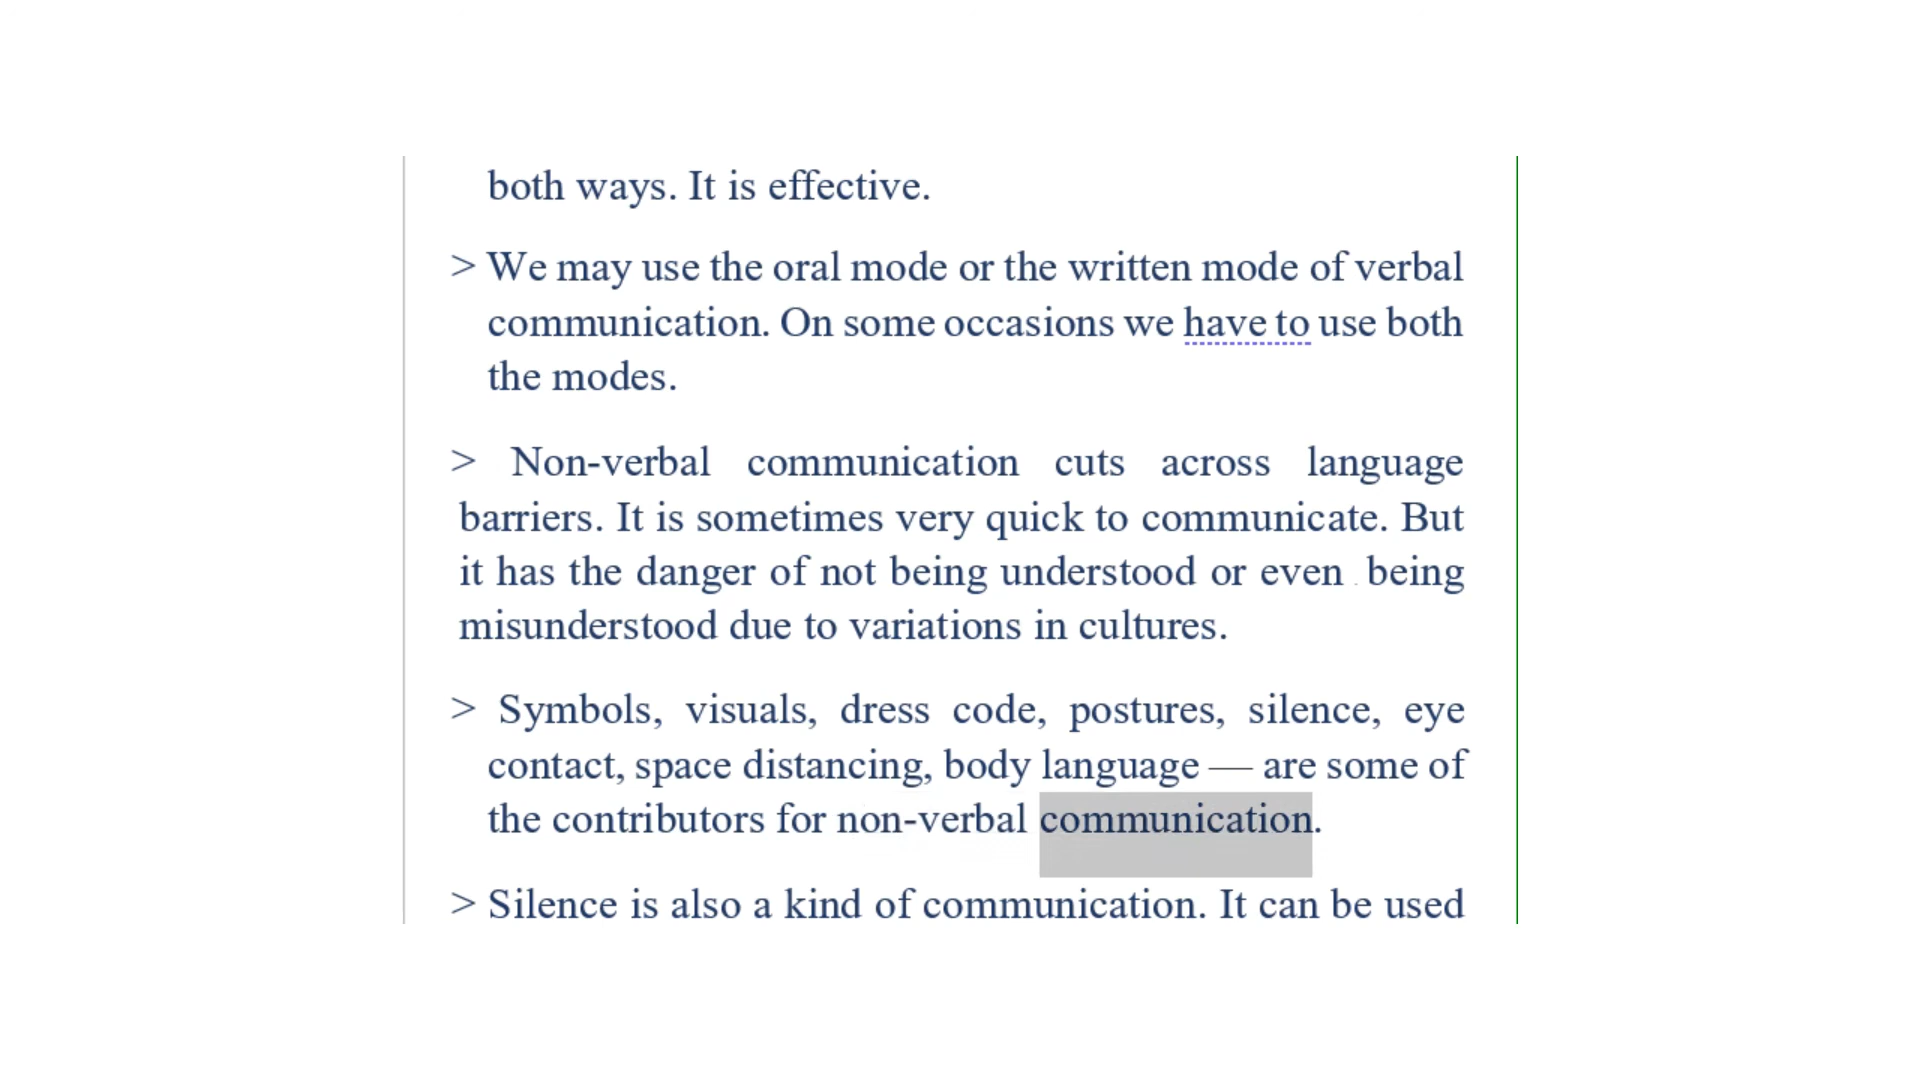 both ways. It is effective.
> We may use the oral mode or the written mode of verbal
communication. On some occasions we have to use both
the modes.
> Non-verbal communication cuts across language
barriers. It is sometimes very quick to communicate. But
it has the danger of not being understood or even being
misunderstood due to variations in cultures.
> Symbols, visuals, dress code, postures, silence, eye
contact, space distancing, body language — are some of
the contributors for non-verbal communication.
> Silence is also a kind of communication. It can be used